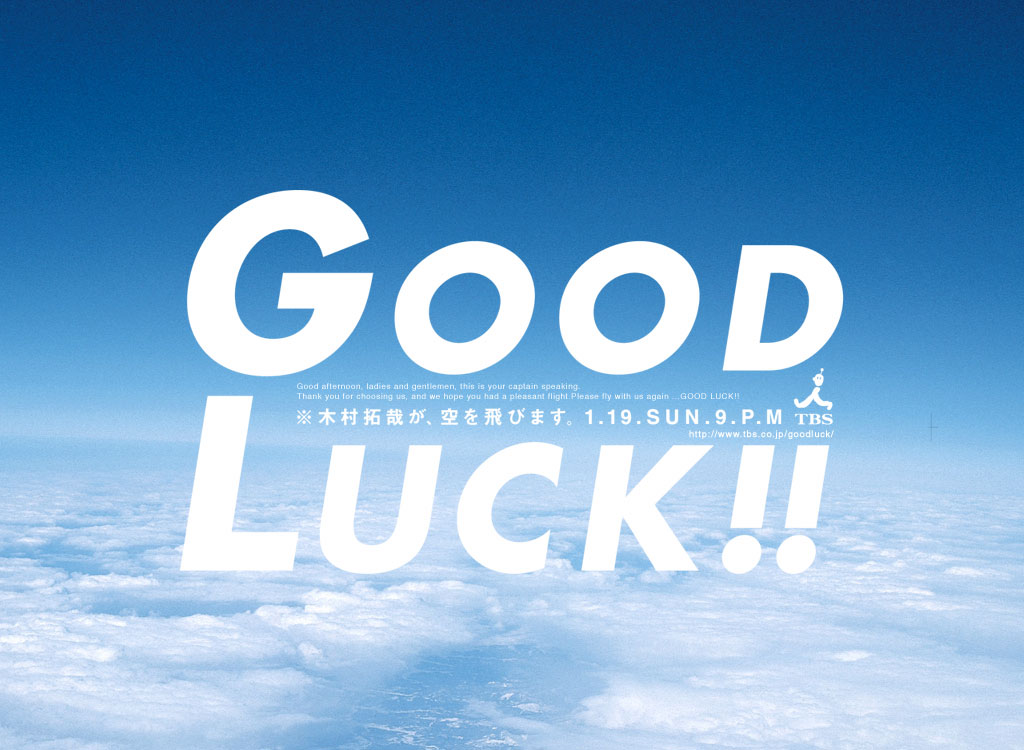 GOOD
Good afternoon, ladies and gentlemen, this is your captain speaking.
Thank you for choosing us, and we hope you had a pleasant flight.Please fly with us again ...GOOD LUCK!!
※木村拓哉が、空を飛びます。1.19.SUN.9.P.M
TBS
http://www.tbs.co.jp/goodluck/
LUCK!!